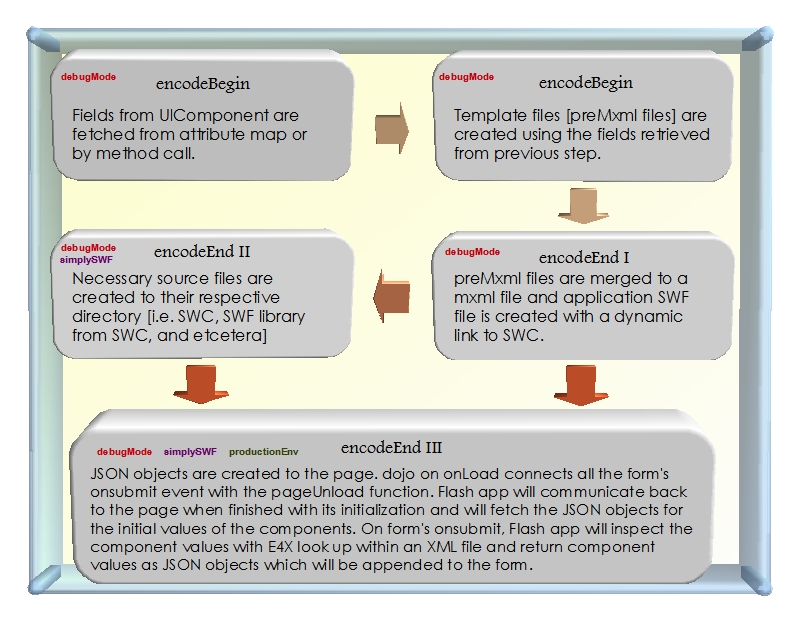 debugMode
encodeBegin
Fields from UIComponent are
fetched from attribute map or
by method call.
debugMode
encodeBegin
Template files [preMxml files] are
created using the fields retrieved
from previous step.
debugMode
simplySWF
encodeEnd II
Necessary source files are
created to their respective
directory [i.e. SWC, SWF library
from SWC, and etcetera]
debugMode
encodeEnd I
preMxml files are merged to a
mxml file and application SWF
file is created with a dynamic
link to SWC.
debugMode simplySWF productionEnv encodeEnd III
JSON objects are created to the page. dojo on onLoad connects all the form's
onsubmit event with the pageUnload function. Flash app will communicate back
to the page when finished with its initialization and will fetch the JSON objects for
the initial values of the components. On form's onsubmit, Flash app will inspect the
component values with E4X look up within an XML file and return component
values as JSON objects which will be appended to the form.